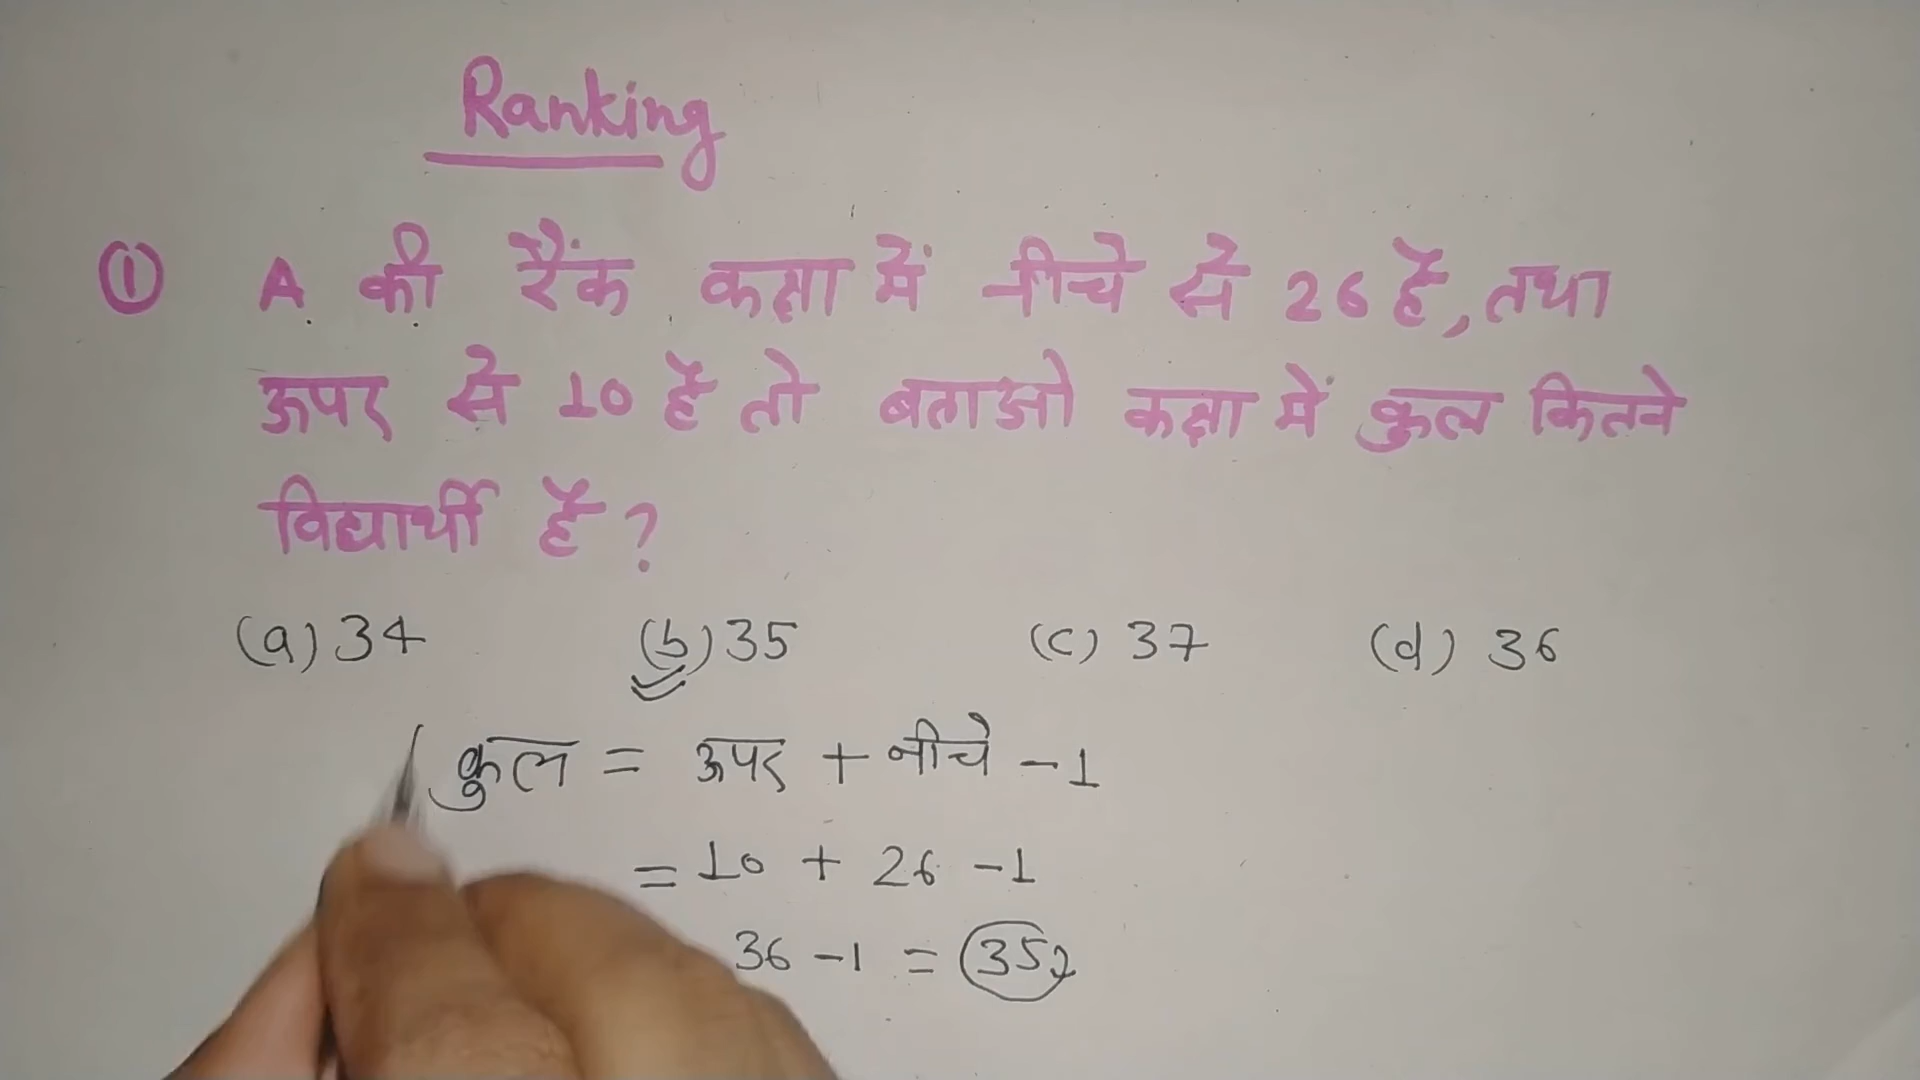 Ranking
① A की रैंक कक्षा में नीचे से 26 है, तथा
ऊपर से 10 है तो बताओ कक्षा में कुल कितने
विद्यार्थी है ?
(a) 34 (b) 35 (c) 37 (d) 36
कुल = ऊपर + नीचे - 1
= 10 + 26 - 1
36 - 1 = 35